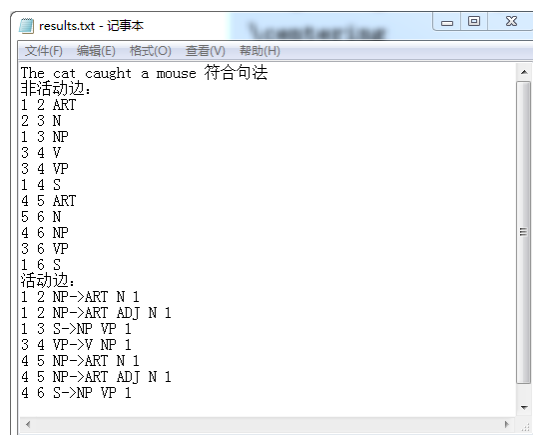 \centering
results.txt - 记事本
文件(F) 编辑(E) 格式(O) 查看(V) 帮助(H)
The cat caught a mouse 符合句法
非活动边:
1 2 ART
2 3 N
1 3 NP
3 4 V
3 4 VP
1 4 S
4 5 ART
5 6 N
4 6 NP
3 6 VP
1 6 S
活动边:
1 2 NP->ART N 1
1 2 NP->ART ADJ N 1
1 3 S->NP VP 1
3 4 VP->V NP 1
4 5 NP->ART N 1
4 5 NP->ART ADJ N 1
4 6 S->NP VP 1